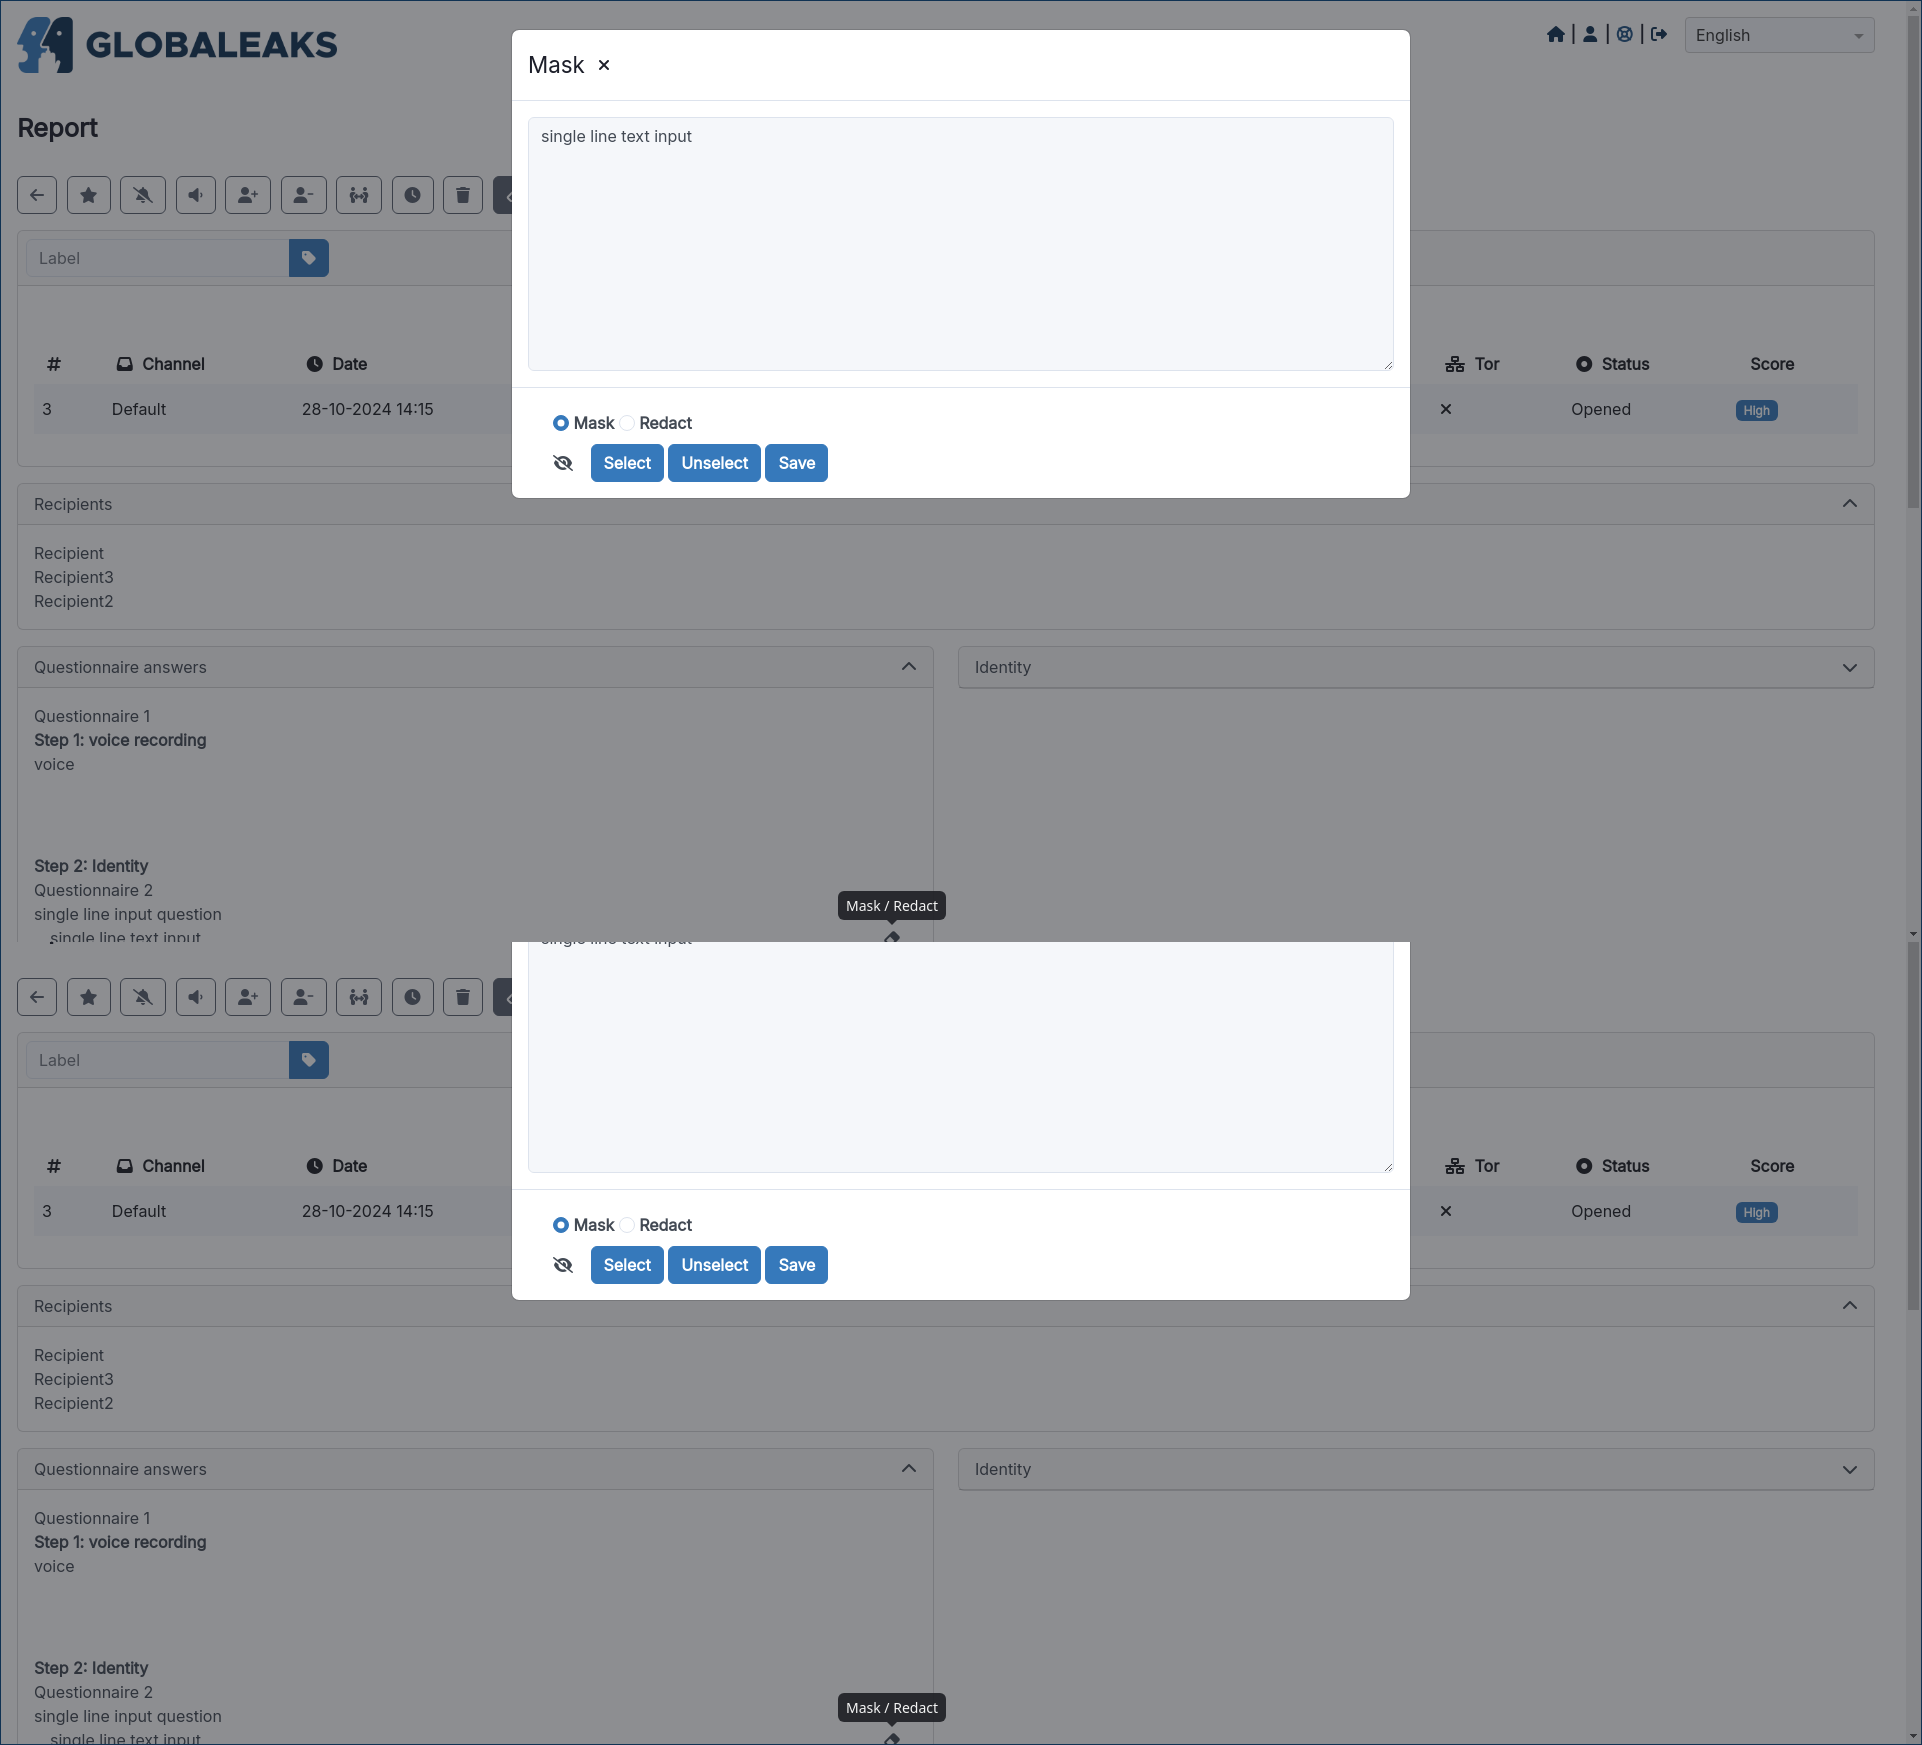 GLOBALEAKS
English
Mask
Report
single line text input
Label
# Channel Date Tor Status Score
3 Default 28-10-2024 14:15 Opened High
Mask Redact
Select Unselect Save
Recipients
Recipient
Recipient3
Recipient2
Questionnaire answers
Identity
Questionnaire 1
Step 1: voice recording
voice
Step 2: Identity
Questionnaire 2
Mask / Redact
single line input question
single line text input
single line text input
Label
# Channel Date Tor Status Score
3 Default 28-10-2024 14:15 Opened High
Mask Redact
Select Unselect Save
Recipients
Recipient
Recipient3
Recipient2
Questionnaire answers
Identity
Questionnaire 1
Step 1: voice recording
voice
Step 2: Identity
Questionnaire 2
Mask / Redact
single line input question
single line text input